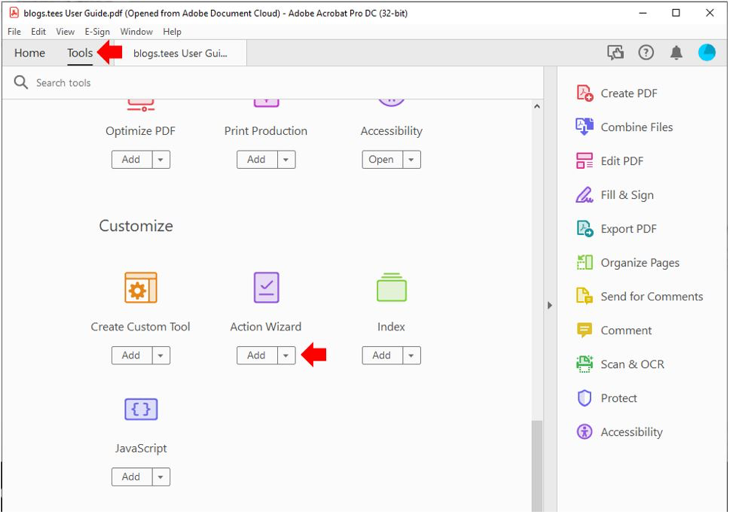 blogs.tees User Guide.pdf (Opened from Adobe Document Cloud) - Adobe Acrobat Pro DC (32-bit)
File Edit View E-Sign Window Help
Home Tools blogs.tees User Gui...
Search tools
Optimize PDF Print Production Accessibility
Add Add Open
Customize
Create Custom Tool Action Wizard Index
Add Add Add
JavaScript
Add
Create PDF
Combine Files
Edit PDF
Fill & Sign
Export PDF
Organize Pages
Send for Comments
Comment
Scan & OCR
Protect
Accessibility